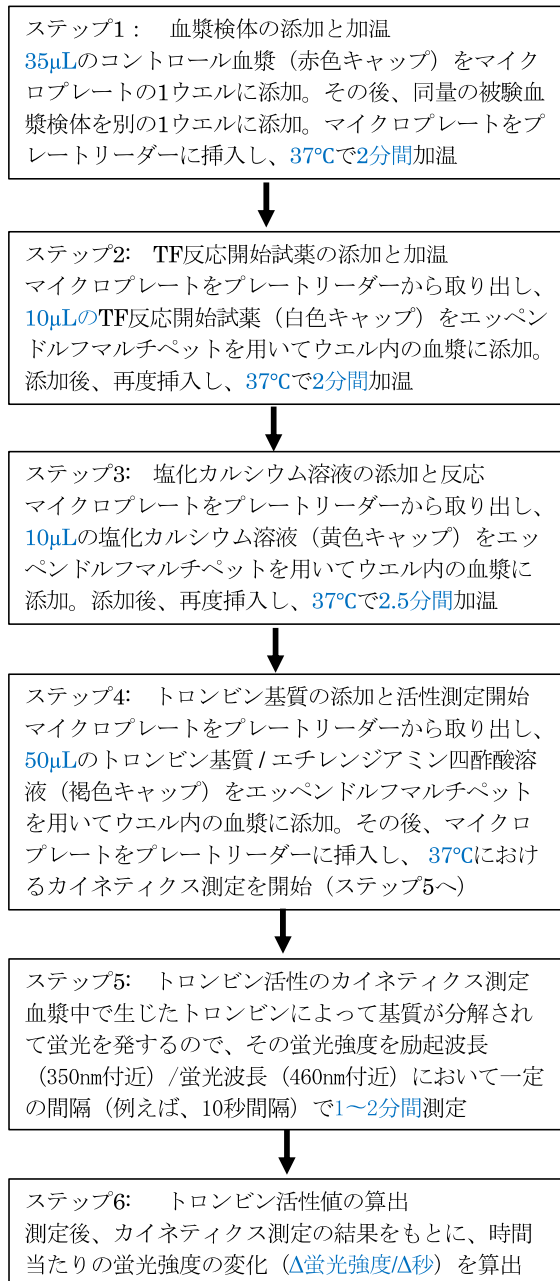 ステップ1： 血漿検体の添加と加温
35μLのコントロール血漿（赤色キャップ）をマイク
ロプレートの1ウエルに添加。その後、同量の被験血
漿検体を別の1ウエルに添加。マイクロプレートをプ
レートリーダーに挿入し、37℃で2分間加温
ステップ2: TF反応開始試薬の添加と加温
マイクロプレートをプレートリーダーから取り出し、
10μLのTF反応開始試薬（白色キャップ）をエッペン
ドルフマルチペットを用いてウエル内の血漿に添加。
添加後、再度挿入し、37℃で2分間加温
ステップ3: 塩化カルシウム溶液の添加と反応
マイクロプレートをプレートリーダーから取り出し、
10μLの塩化カルシウム溶液（黄色キャップ）をエッ
ペンドルフマルチペットを用いてウエル内の血漿に
添加。添加後、再度挿入し、37℃で2.5分間加温
ステップ4: トロンビン基質の添加と活性測定開始
マイクロプレートをプレートリーダーから取り出し、
50μLのトロンビン基質 / エチレンジアミン四酢酸溶
液（褐色キャップ）をエッペンドルフマルチペット
を用いてウエル内の血漿に添加。その後、マイクロ
プレートをプレートリーダーに挿入し、 37℃におけ
るカイネティクス測定を開始（ステップ5へ）
ステップ5: トロンビン活性のカイネティクス測定
血漿中で生じたトロンビンによって基質が分解され
て蛍光を発するので、その蛍光強度を励起波長
（350nm付近）/蛍光波長（460nm付近）において一定
の間隔（例えば、10秒間隔）で1～2分間測定
ステップ6: トロンビン活性値の算出
測定後、カイネティクス測定の結果をもとに、時間
当たりの蛍光強度の変化（Δ蛍光強度/Δ秒）を算出